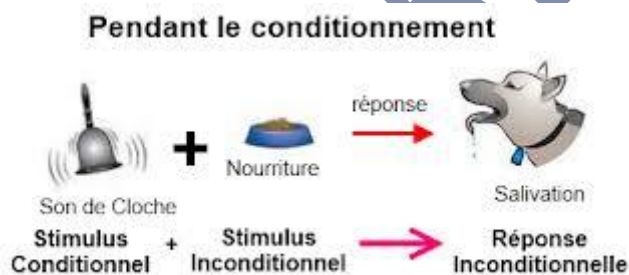 Pendant le conditionnement
réponse
+
Nourriture
Son de Cloche
Salivation
Stimulus Conditionnel + Stimulus Inconditionnel Réponse Inconditionnelle